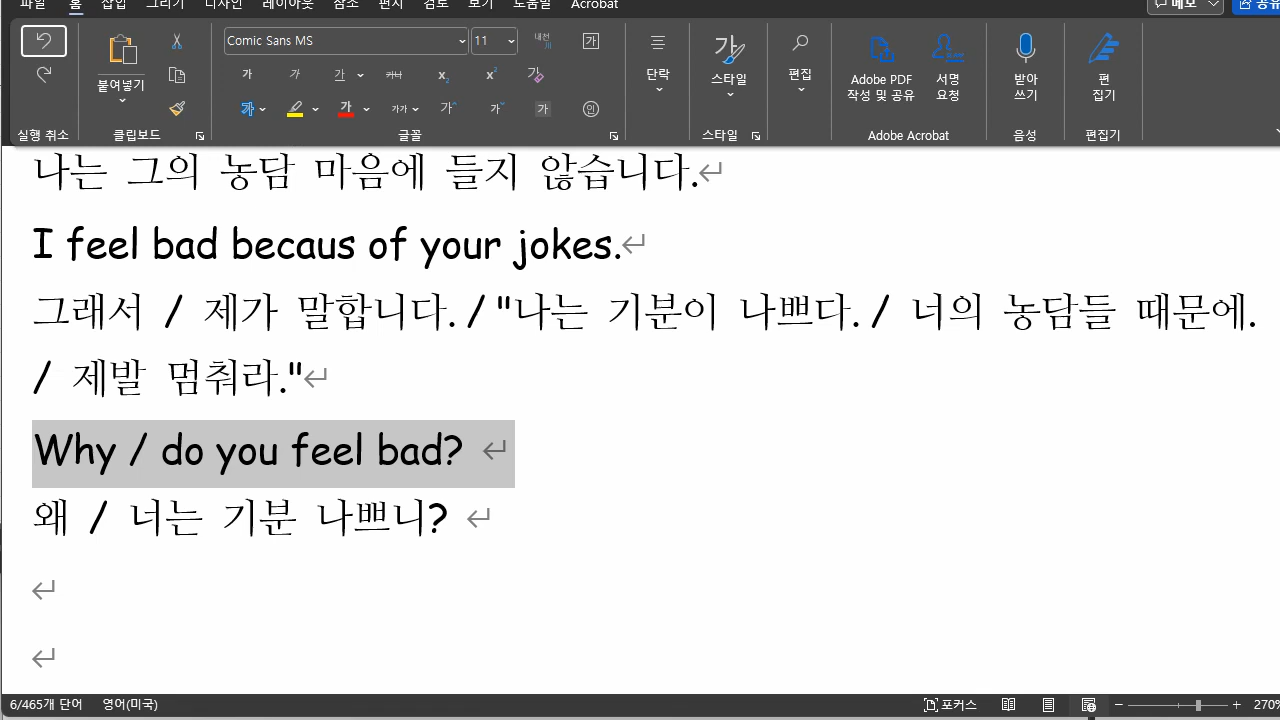 파일 홈 삽입 그리기 디자인 레이아웃 참조 편지 검토 보기 도움말 Acrobat 메모 공유
Comic Sans MS 11 내천 가
붙여넣기 단락 스타일 편집 Adobe PDF 작성 및 공유 서명 요청 받아쓰기 편집기
실행 취소 클립보드 글꼴 스타일 Adobe Acrobat 음성 편집기
나는 그의 농담 마음에 들지 않습니다.
I feel bad becaus of your jokes.
그래서 / 제가 말합니다. / "나는 기분이 나쁘다. / 너의 농담들 때문에.
/ 제발 멈춰라."
Why / do you feel bad?
왜 / 너는 기분 나쁘니?
6/465개 단어 영어(미국) 포커스 270%